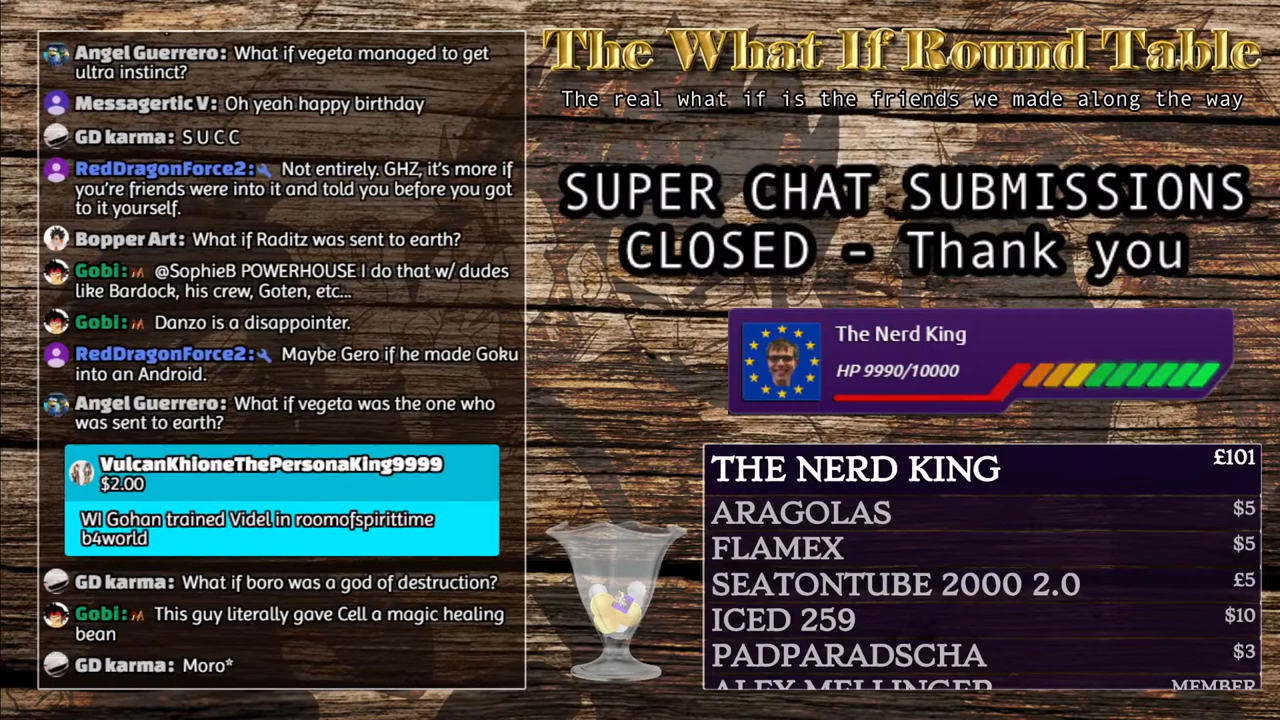 Angel Guerrero: What if vegeta managed to get
ultra instinct?
Messagertic V: Oh yeah happy birthday
GD karma: S U C C
RedDragonForce2: Not entirely. GHZ, it's more if
you're friends were into it and told you before you got
to it yourself.
Bopper Art: What if Raditz was sent to earth?
Gobi: @SophieB POWERHOUSE I do that w/ dudes
like Bardock, his crew, Goten, etc...
Gobi: Danzo is a disappointer.
RedDragonForce2: Maybe Gero if he made Goku
into an Android.
Angel Guerrero: What if vegeta was the one who
was sent to earth?
VulcanKhioneThePersonaKing9999
$2.00
WI Gohan trained Videl in roomofspirittime
b4world
GD karma: What if boro was a god of destruction?
Gobi: This guy literally gave Cell a magic healing
bean
GD karma: Moro*
The What If Round Table
The real what if is the friends we made along the way
SUPER CHAT SUBMISSIONS
CLOSED - Thank you
The Nerd King
HP 9990/10000
THE NERD KING £101
ARAGOLAS $5
FLAMEX $5
SEATONTUBE 2000 2.0 £5
ICED 259 $10
PADPARADSCHA $3
ALEX MELLINGER MEMBER